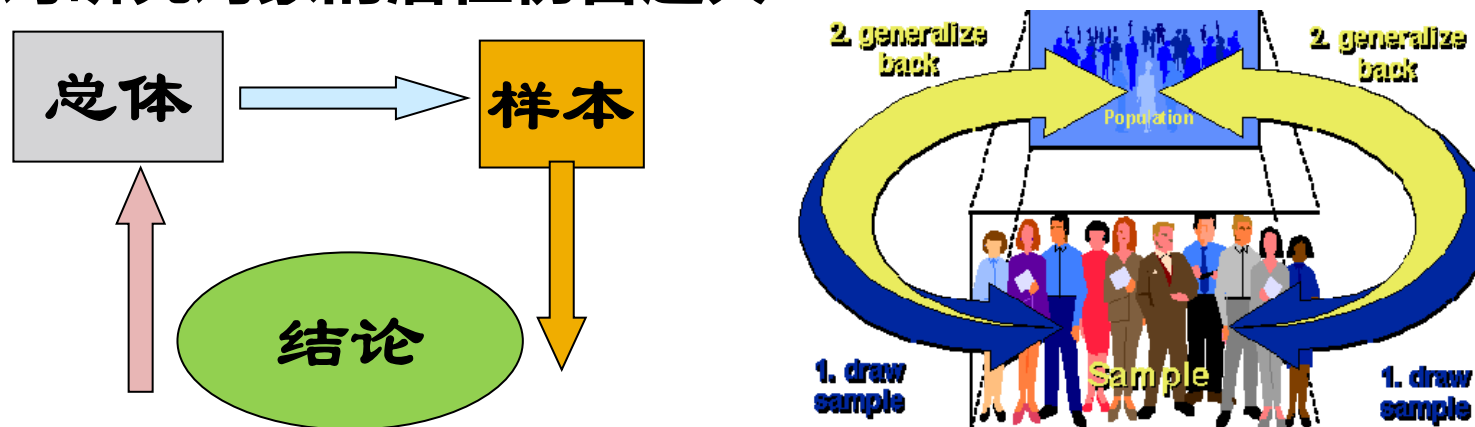 总体
样本
结论
2. generalize
back
2. generalize
back
Population
Sample
1. draw
sample
1. draw
sample